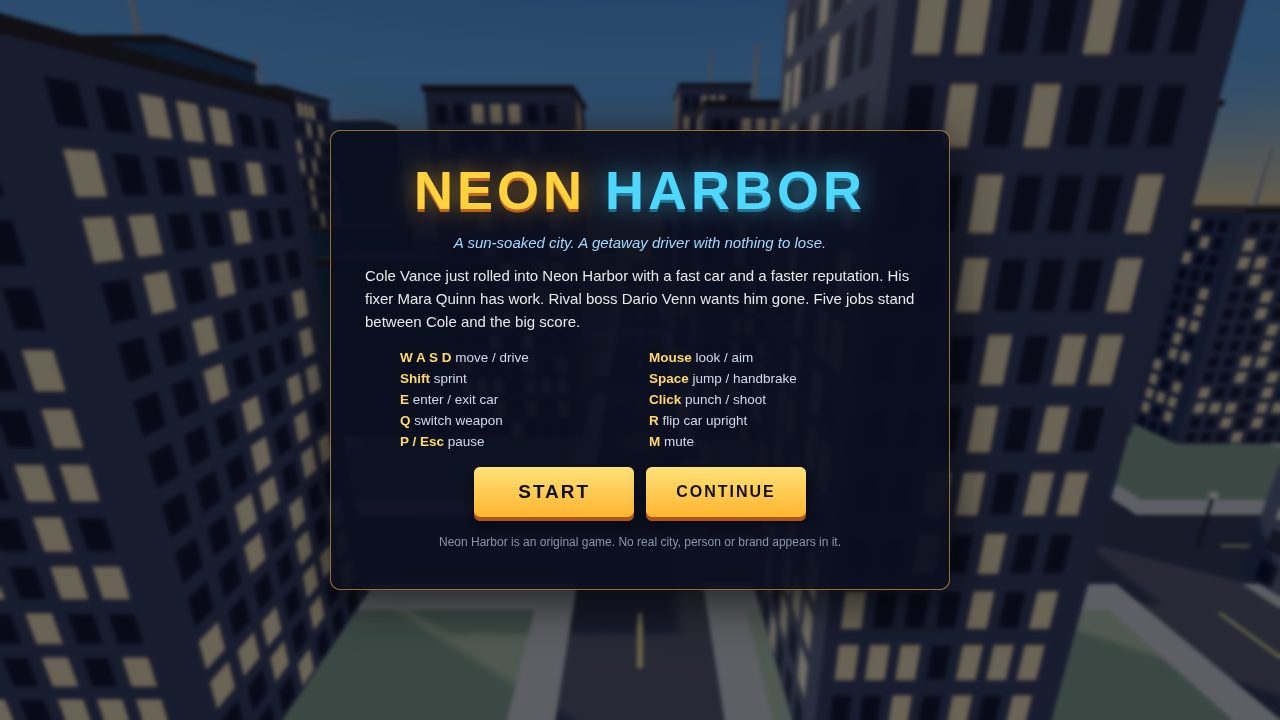 NEON HARBOR
A sun-soaked city. A getaway driver with nothing to lose.
Cole Vance just rolled into Neon Harbor with a fast car and a faster reputation. His
fixer Mara Quinn has work. Rival boss Dario Venn wants him gone. Five jobs stand
between Cole and the big score.
W A S D move / drive
Mouse look / aim
Shift sprint
Space jump / handbrake
E enter / exit car
Click punch / shoot
Q switch weapon
R flip car upright
P / Esc pause
M mute
START
CONTINUE
Neon Harbor is an original game. No real city, person or brand appears in it.